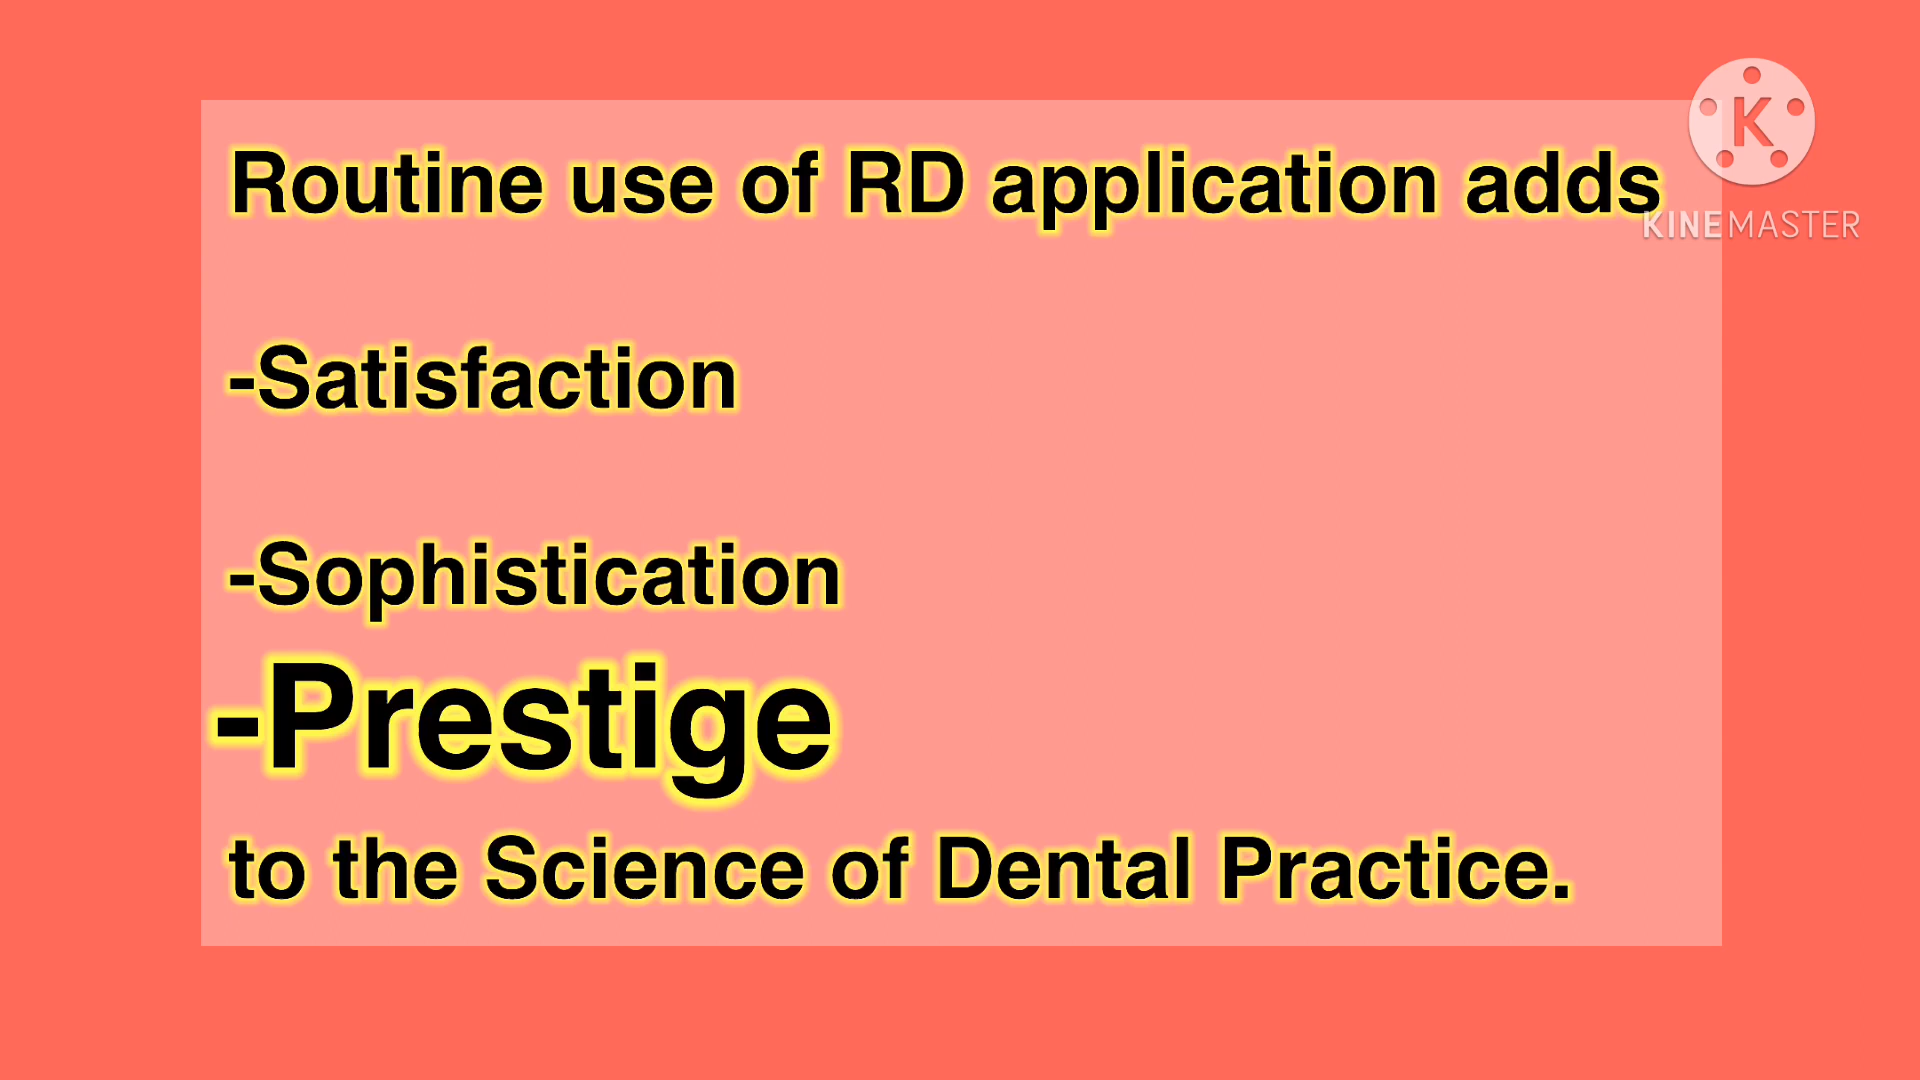 Routine use of RD application adds
-Satisfaction
-Sophistication
-Prestige
to the Science of Dental Practice.
K
KINEMASTER